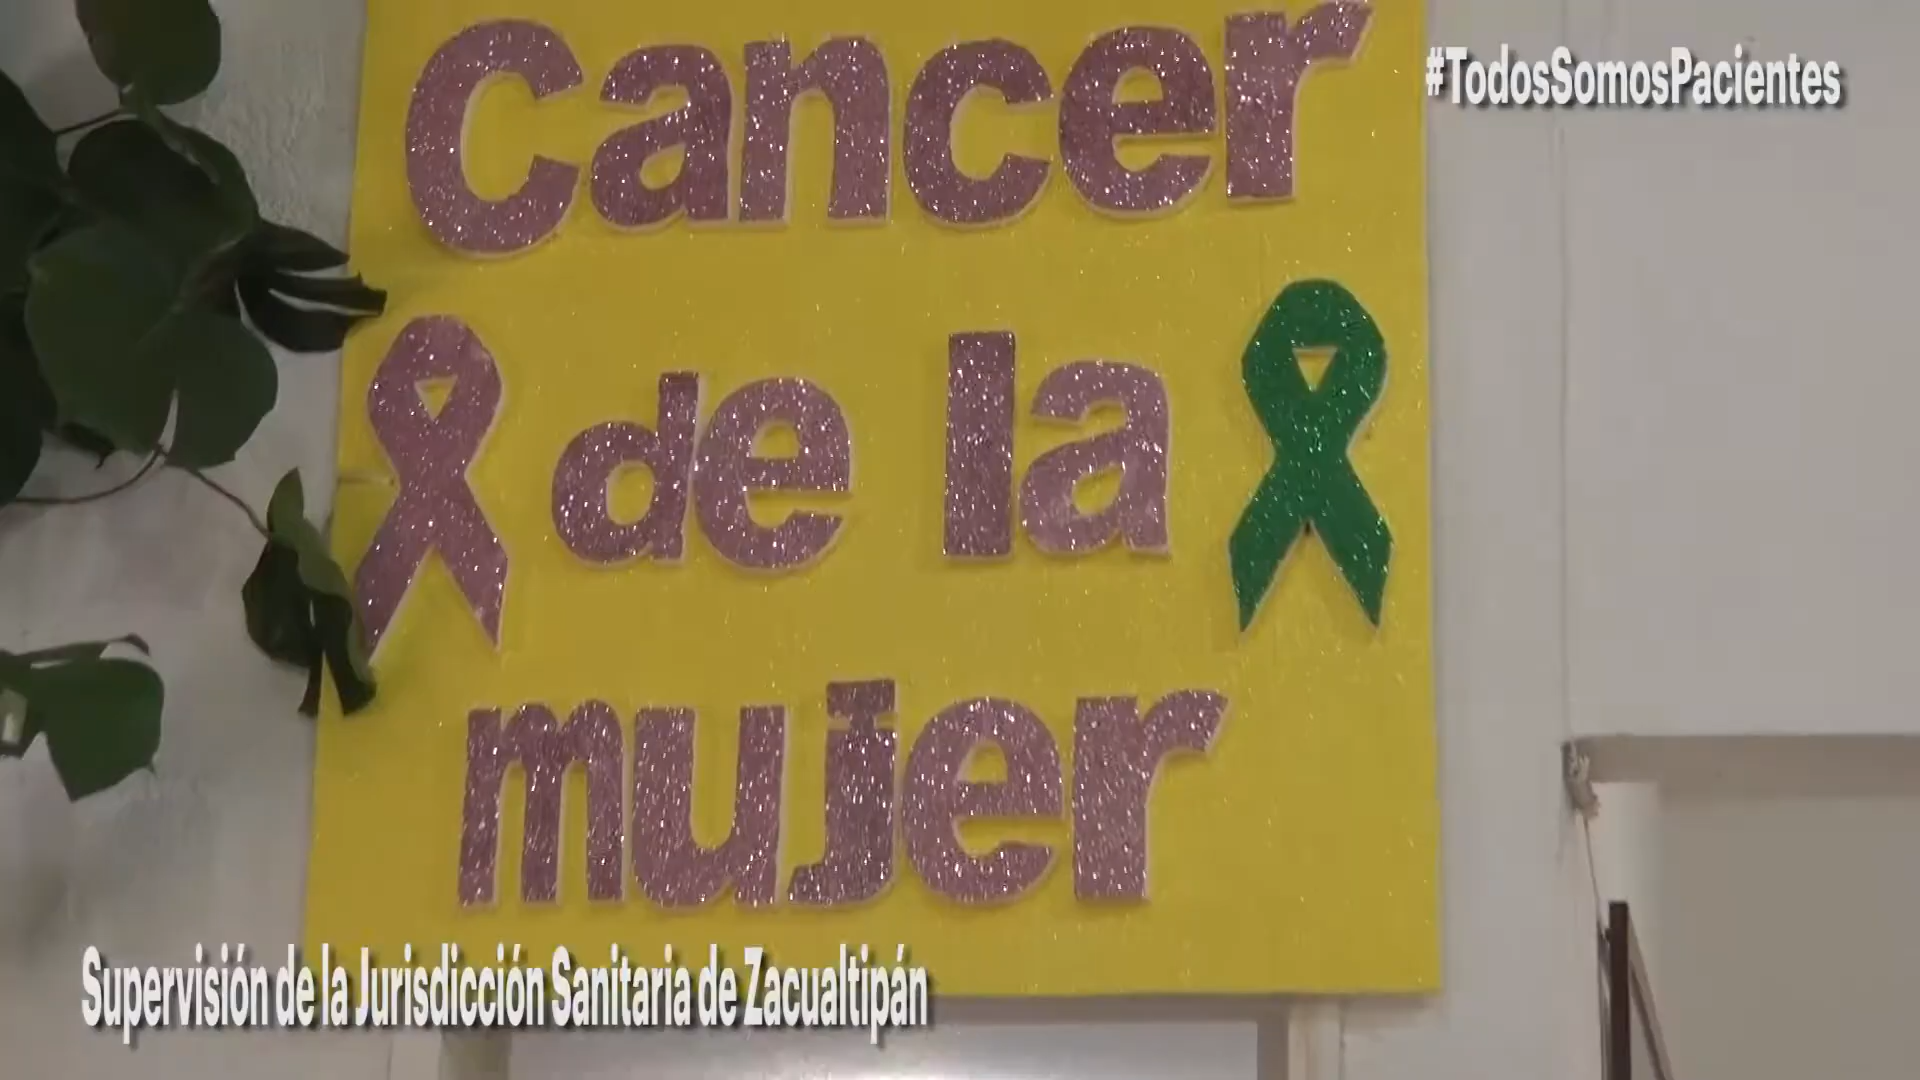 #TodosSomosPacientes
cancer
de la
mujer
Supervisión de la Jurisdicción Sanitaria de Zacualtipán